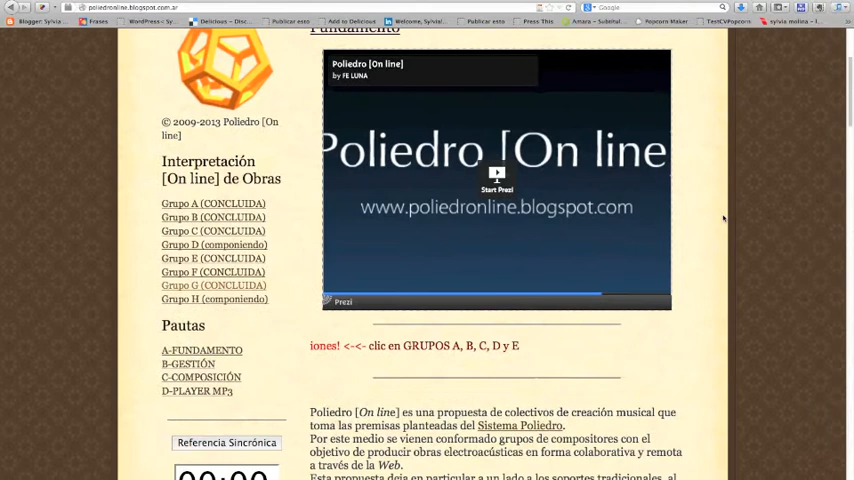 poliedronline.blogspot.com.ar
Google
Blogger: Sylvia
Frases
WordPress
Delicious – Disc...
Publicar esto
Add to Delicious
Welcome, Sylvia
Publicar esto
Press This
Amara – Subtitul...
Popcorn Maker
TestCVPopcorn
sylvia molina – I...
Fundamento
Poliedro [On line]
by FE LUNA
Poliedro [On line
Start Prezi
www.poliedronline.blogspot.com
Prezi
© 2009-2013 Poliedro [On
line]
Interpretación
[On line] de Obras
Grupo A (CONCLUIDA)
Grupo B (CONCLUIDA)
Grupo C (CONCLUIDA)
Grupo D (componiendo)
Grupo E (CONCLUIDA)
Grupo F (CONCLUIDA)
Grupo G (CONCLUIDA)
Grupo H (componiendo)
Pautas
A-FUNDAMENTO
B-GESTIÓN
C-COMPOSICIÓN
D-PLAYER MP3
Referencia Sincrónica
00:00
iones! <-<- clic en GRUPOS A, B, C, D y E
Poliedro [On line] es una propuesta de colectivos de creación musical que
toma las premisas planteadas del Sistema Poliedro.
Por este medio se vienen conformado grupos de compositores con el
objetivo de producir obras electroacústicas en forma colaborativa y remota
a través de la Web.
Esta propuesta deja en particular a un lado a los soportes tradicionales, al